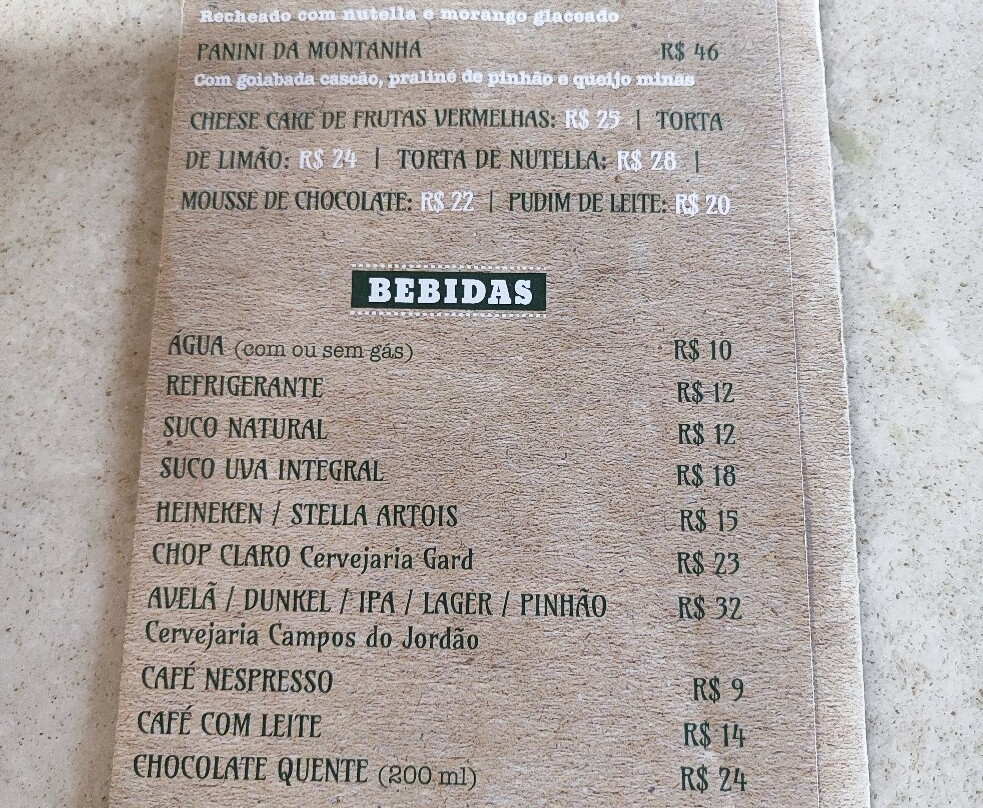 Recheado com nutella e morango glaceado
PANINI DA MONTANHA R$ 46
Com goiabada cascão, praliné de pinhão e queijo minas
CHEESE CAKE DE FRUTAS VERMELHAS: R$ 25 | TORTA
DE LIMÃO: R$ 24 | TORTA DE NUTELLA: R$ 28 |
MOUSSE DE CHOCOLATE: R$ 22 | PUDIM DE LEITE: R$ 20
BEBIDAS
ÁGUA (com ou sem gás) R$ 10
REFRIGERANTE R$ 12
SUCO NATURAL R$ 12
SUCO UVA INTEGRAL R$ 18
HEINEKEN / STELLA ARTOIS R$ 15
CHOP CLARO Cervejaria Gard R$ 23
AVELÃ / DUNKEL / IPA / LAGER / PINHÃO R$ 32
Cervejaria Campos do Jordão
CAFÉ NESPRESSO R$ 9
CAFÉ COM LEITE R$ 14
CHOCOLATE QUENTE (200 ml) R$ 24